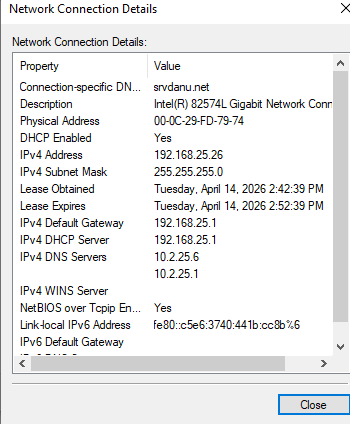 Network Connection Details
Network Connection Details:
Property Value
Connection-specific DN... srvdanu.net
Description Intel(R) 82574L Gigabit Network Conn
Physical Address 00-0C-29-FD-79-74
DHCP Enabled Yes
IPv4 Address 192.168.25.26
IPv4 Subnet Mask 255.255.255.0
Lease Obtained Tuesday, April 14, 2026 2:42:39 PM
Lease Expires Tuesday, April 14, 2026 2:52:39 PM
IPv4 Default Gateway 192.168.25.1
IPv4 DHCP Server 192.168.25.1
IPv4 DNS Servers 10.2.25.6
10.2.25.1
IPv4 WINS Server
NetBIOS over Tcpip En... Yes
Link-local IPv6 Address fe80::c5e6:3740:441b:cc8b%6
IPv6 Default Gateway
Close